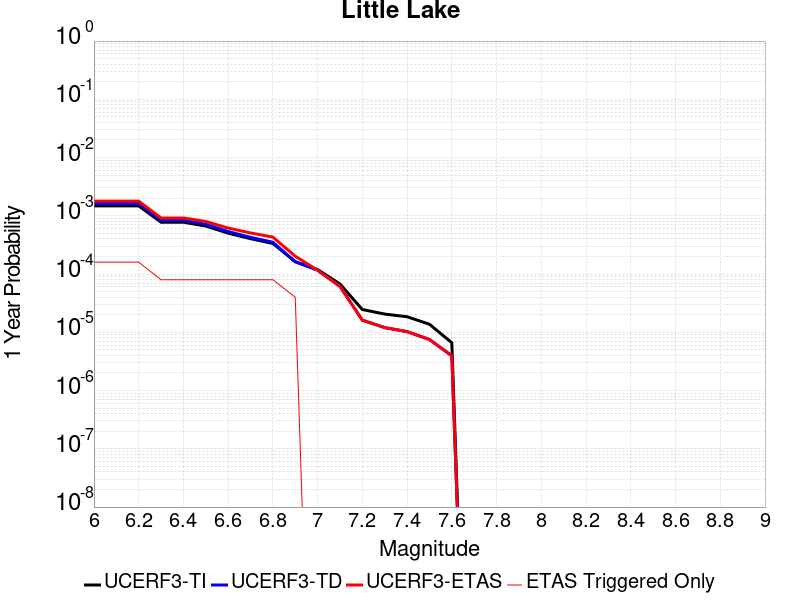 Little Lake
10^0
10^-1
10^-2
10^-3
10^-4
10^-5
10^-6
10^-7
10^-8
1 Year Probability
6 6.2 6.4 6.6 6.8 7 7.2 7.4 7.6 7.8 8 8.2 8.4 8.6 8.8 9
Magnitude
UCERF3-TI UCERF3-TD UCERF3-ETAS ETAS Triggered Only